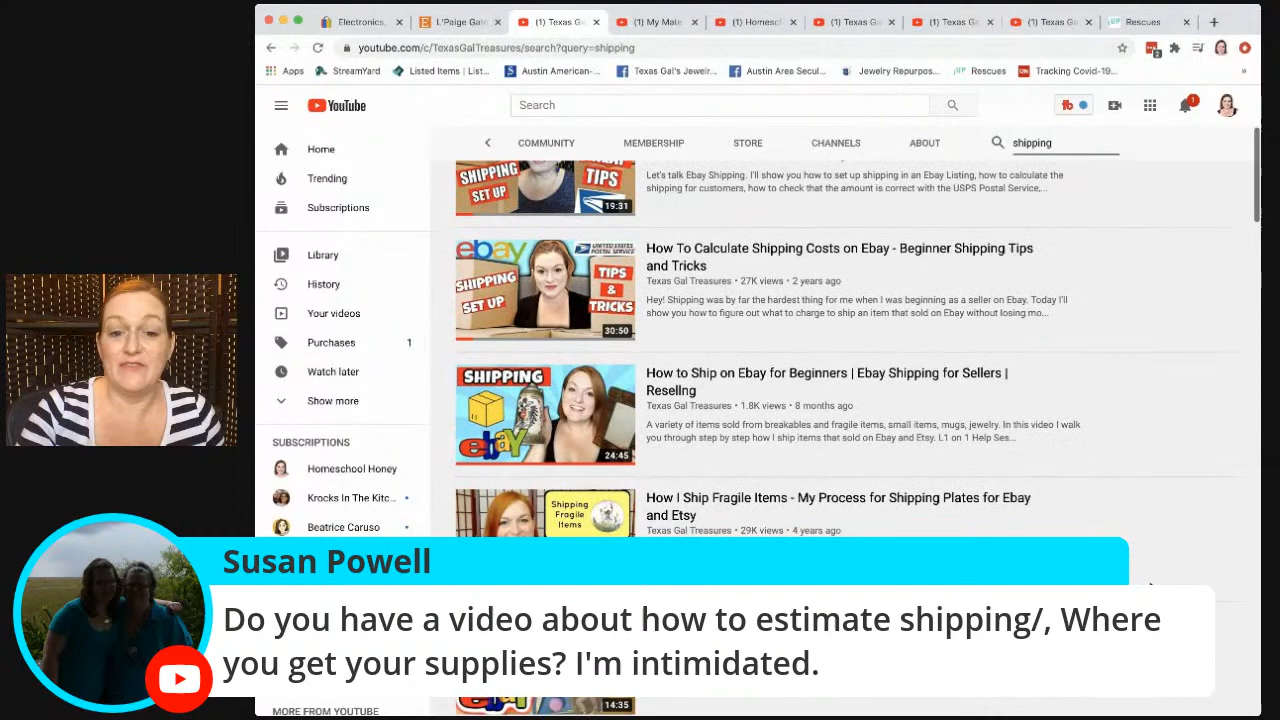 Electronics,
L'Paige Gate
(1) Texas Ge
(1) My Mate
(1) Homesch
(1) Texas Gal
(1) Texas Gal
(1) Texas Gal
Rescues
youtube.com/c/TexasGalTreasures/search?query=shipping
Apps
StreamYard
Listed Items | List...
Austin American-...
Texas Gal's Jewelr...
Austin Area Secul...
Jewelry Repurpos...
Rescues
Tracking Covid-19...
»
YouTube
Search
1
COMMUNITY
MEMBERSHIP
STORE
CHANNELS
ABOUT
shipping
Home
Trending
Subscriptions
Library
History
Your videos
Purchases 1
Watch later
Show more
SUBSCRIPTIONS
Homeschool Honey
Krocks In The Kitc...
Beatrice Caruso
MORE FROM YOUTUBE
SHIPPING
SET UP
TIPS
19:31
Let's talk Ebay Shipping. I'll show you how to set up shipping in an Ebay Listing, how to calculate the
shipping for customers, how to check that the amount is correct with the USPS Postal Service,...
ebay
UNITED STATES
POSTAL SERVICE
SHIPPING
SET UP
TIPS
&
TRICKS
30:50
How To Calculate Shipping Costs on Ebay - Beginner Shipping Tips
and Tricks
Texas Gal Treasures • 27K views • 2 years ago
Hey! Shipping was by far the hardest thing for me when I was beginning as a seller on Ebay. Today I'll
show you how to figure out what to charge to ship an item that sold on Ebay without losing mo...
SHIPPING
ebay
24:45
How to Ship on Ebay for Beginners | Ebay Shipping for Sellers |
Resellng
Texas Gal Treasures • 1.8K views • 8 months ago
A variety of items sold from breakables and fragile items, small items, mugs, jewelry. In this video I walk
you through step by step how I ship items that sold on Ebay and Etsy. L1 on 1 Help Ses...
Shipping
Fragile
Items
How I Ship Fragile Items - My Process for Shipping Plates for Ebay
and Etsy
Texas Gal Treasures • 29K views • 4 years ago
14:35
Susan Powell
Do you have a video about how to estimate shipping/, Where
you get your supplies? I'm intimidated.